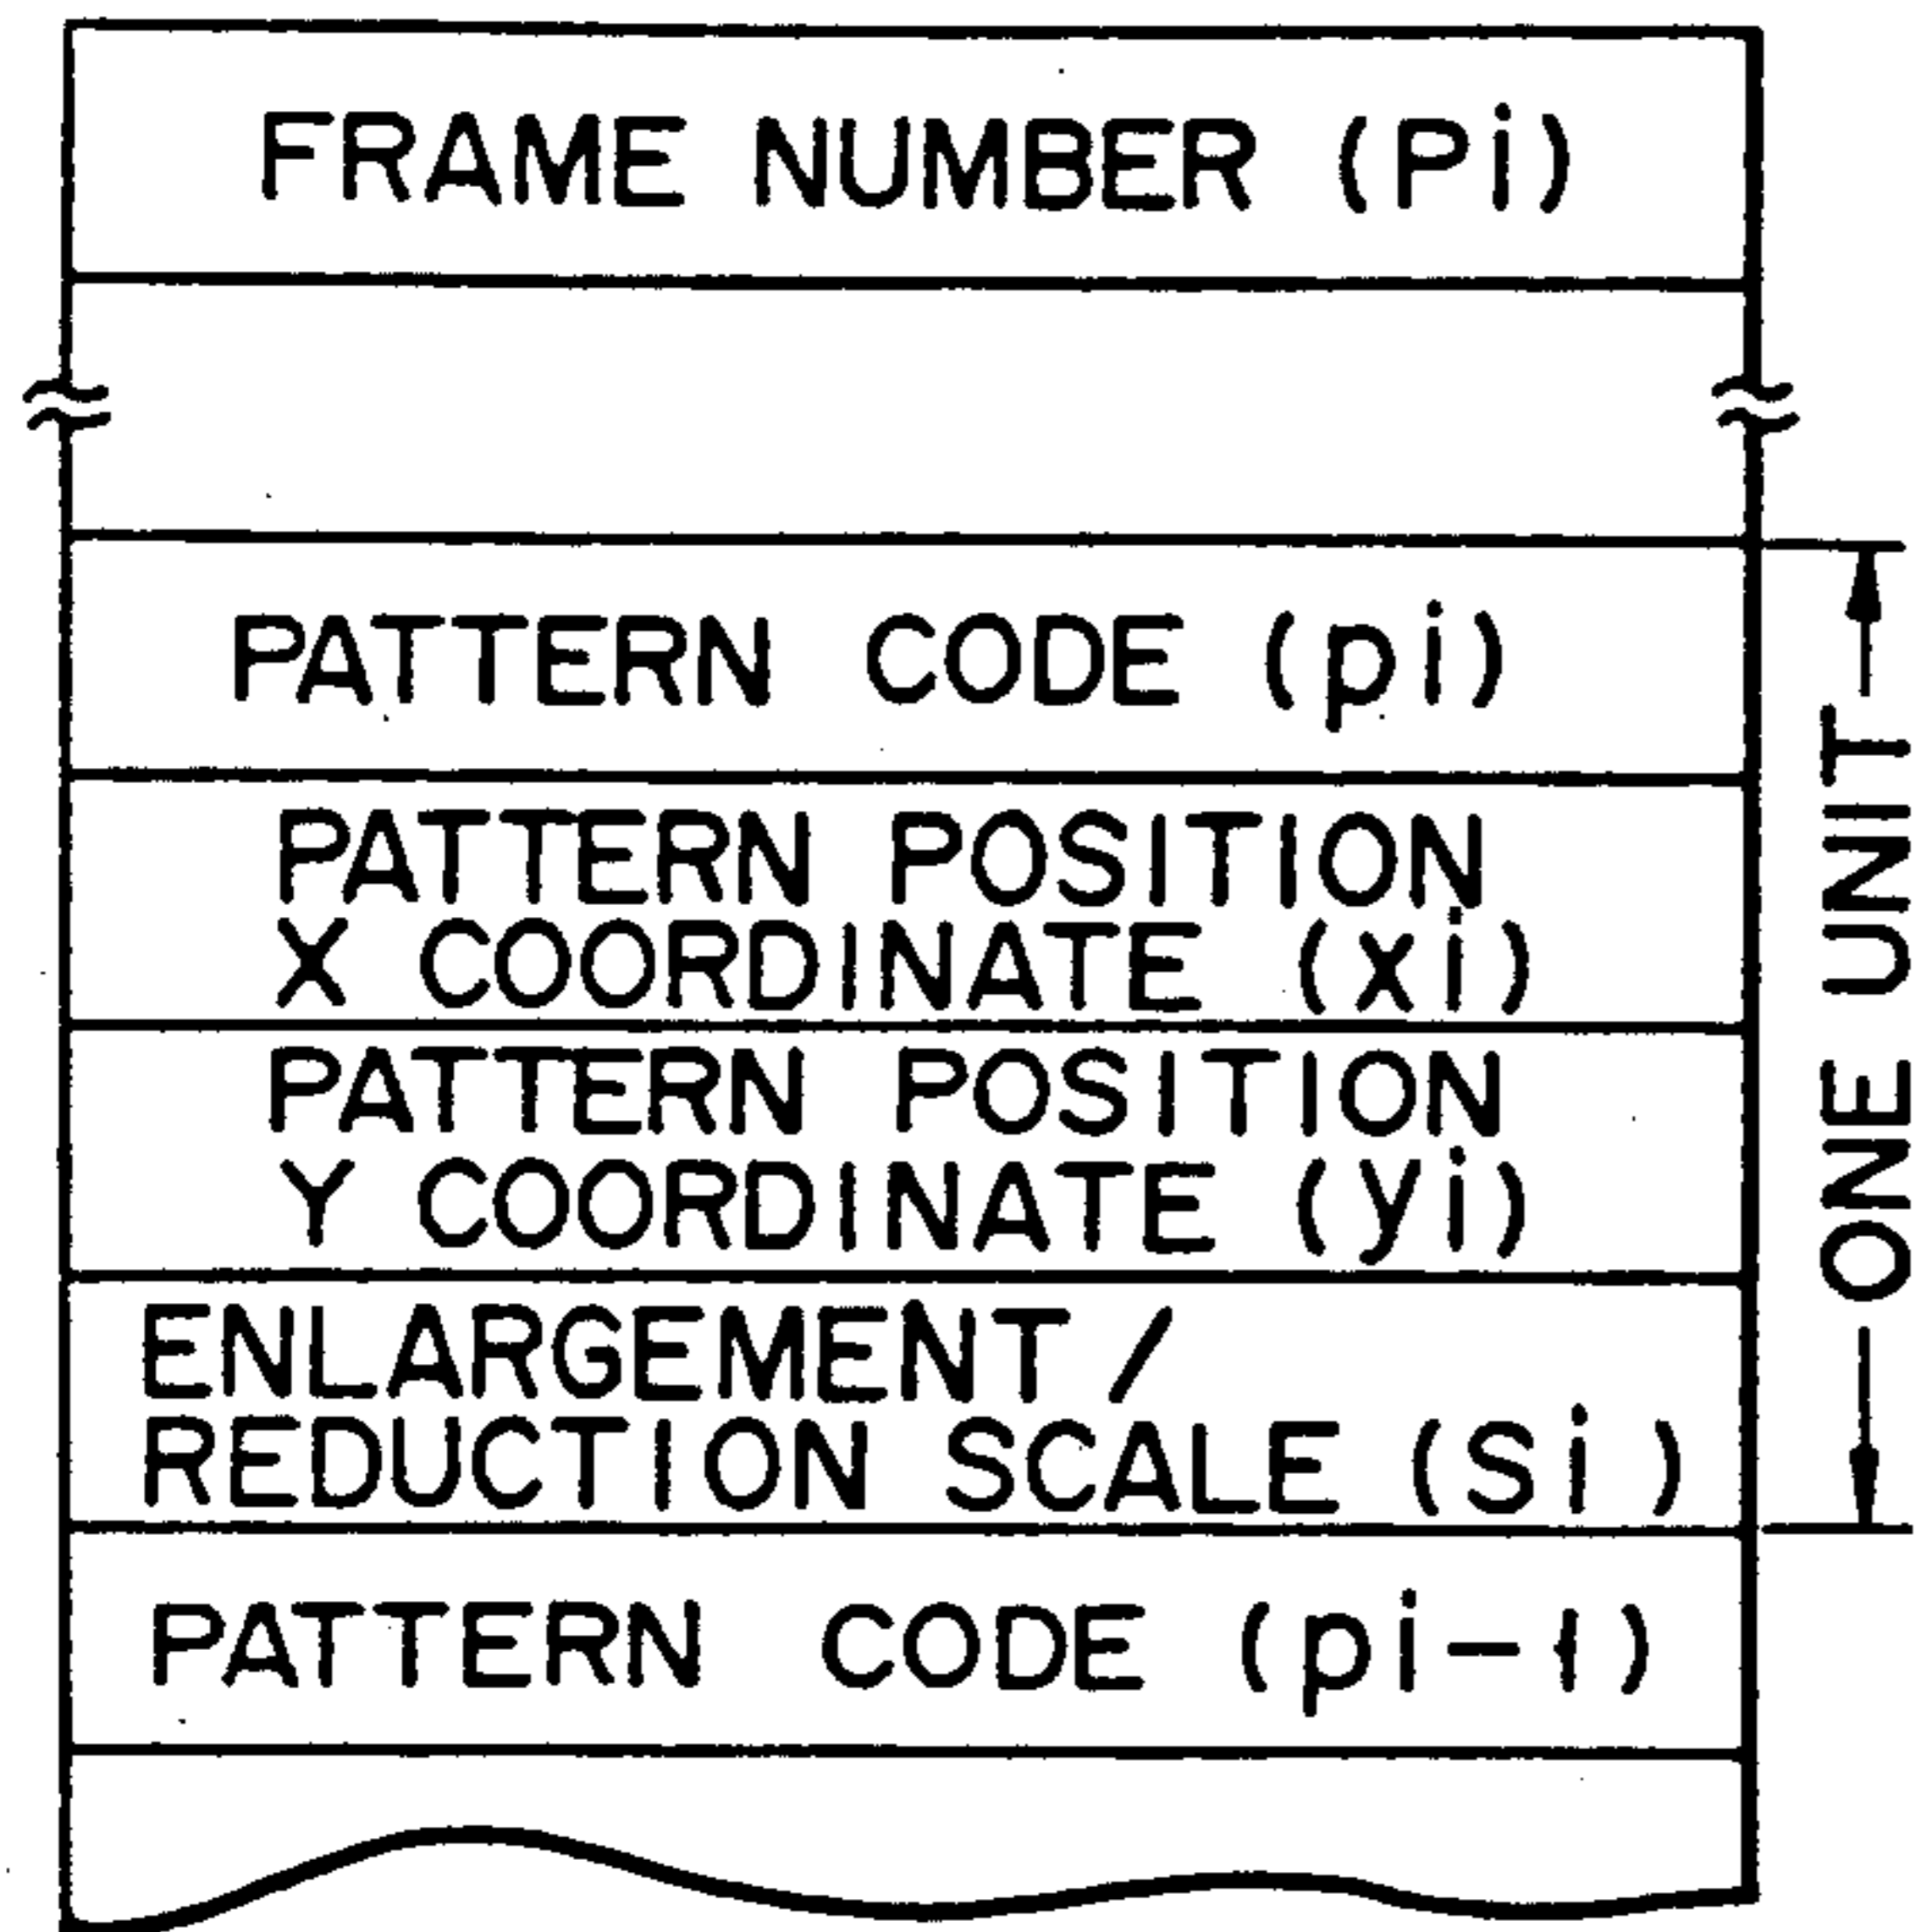 FRAME NUMBER (Pi)
PATTERN CODE (pi)
PATTERN POSITION
X COORDINATE (xi)
PATTERN POSITION
Y COORDINATE (yi)
ENLARGEMENT /
REDUCTION SCALE (Si)
PATTERN CODE (pi-1)
ONE UNIT